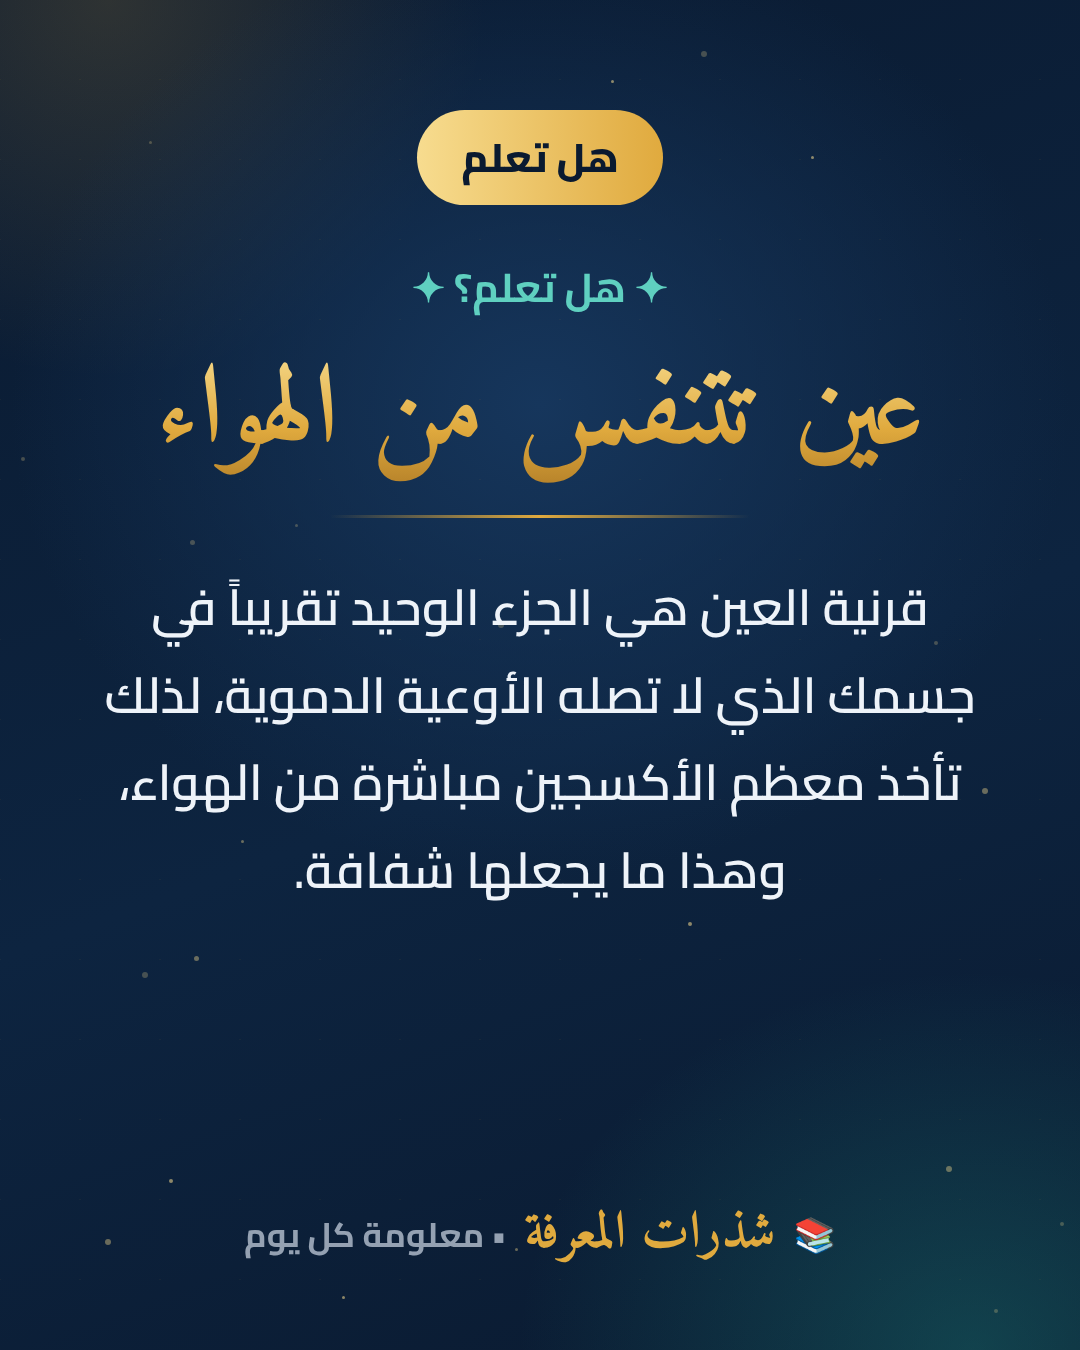 هل تعلم
✦ هل تعلم؟ ✦
عين تتنفس من الهواء
قرنية العين هي الجزء الوحيد تقريباً في
جسمك الذي لا تصله الأوعية الدموية، لذلك
تأخذ معظم الأكسجين مباشرة من الهواء،
وهذا ما يجعلها شفافة.
📚 شذرات المعرفة ▪ معلومة كل يوم